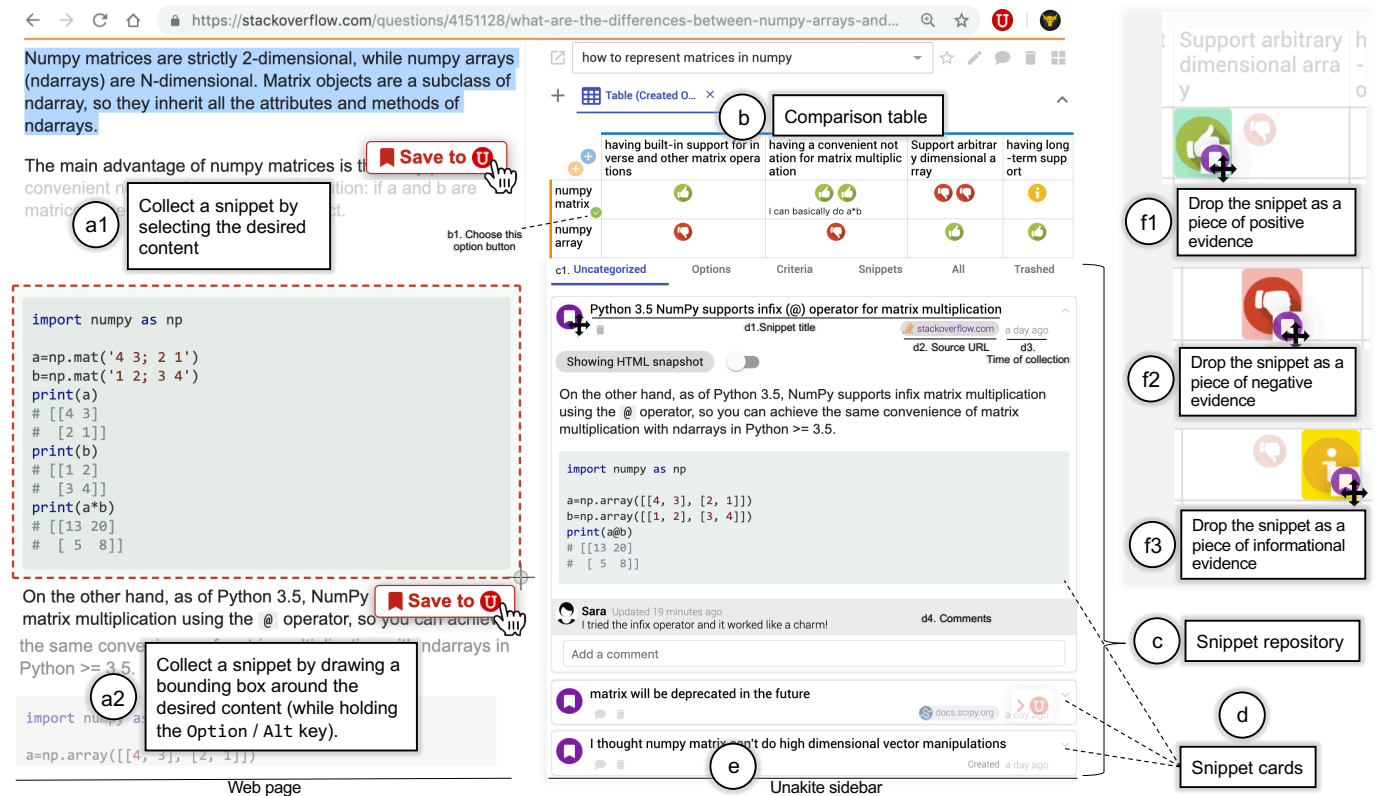 https://stackoverflow.com/questions/4151128/what-are-the-differences-between-numpy-arrays-and...
Numpy matrices are strictly 2-dimensional, while numpy arrays
(ndarrays) are N-dimensional. Matrix objects are a subclass of
ndarray, so they inherit all the attributes and methods of
ndarrays.
The main advantage of numpy matrices is
Save to U
a1
Collect a snippet by
selecting the desired
content
import numpy as np
a=np.mat('4 3; 2 1')
b=np.mat('1 2; 3 4')
print(a)
# [[4 3]
#  [2 1]]
print(b)
# [[1 2]
#  [3 4]]
print(a*b)
# [[13 20]
#  [ 5  8]]
On the other hand, as of Python 3.5, NumPy
matrix multiplication using the @ operator, so you can
Save to U
the same ndarrays in
Python >= 3.5.
a2
Collect a snippet by drawing a
bounding box around the
desired content (while holding
the Option / Alt key).
import
a=np.array([[4, 3], [2, 1]])
Web page
how to represent matrices in numpy
Table (Created O...
b
Comparison table
having built-in support for in
verse and other matrix opera
tions
having a convenient not
ation for matrix multiplic
ation
Support arbitrar
y dimensional a
rray
having long
-term supp
ort
numpy
matrix
I can basically do a*b
numpy
array
b1. Choose this
option button
c1. Uncategorized
Options
Criteria
Snippets
All
Trashed
Python 3.5 NumPy supports infix (@) operator for matrix multiplication
d1.Snippet title
stackoverflow.com
a day ago
d2. Source URL
d3.
Time of collection
Showing HTML snapshot
On the other hand, as of Python 3.5, NumPy supports infix matrix multiplication
using the @ operator, so you can achieve the same convenience of matrix
multiplication with ndarrays in Python >= 3.5.
import numpy as np
a=np.array([[4, 3], [2, 1]])
b=np.array([[1, 2], [3, 4]])
print(a@b)
# [[13 20]
#  [ 5  8]]
Sara Updated 19 minutes ago
I tried the infix operator and it worked like a charm!
d4. Comments
Add a comment
matrix will be deprecated in the future
docs.scipy.org
a day ago
I thought numpy matrix can't do high dimensional vector manipulations
Created a day ago
e
Unakite sidebar
Support arbitrary
dimensional arra
y
f1
Drop the snippet as a
piece of positive
evidence
f2
Drop the snippet as a
piece of negative
evidence
f3
Drop the snippet as a
piece of informational
evidence
c
Snippet repository
d
Snippet cards